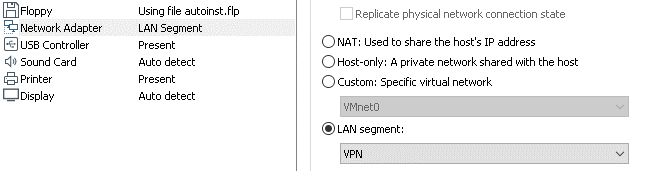 Floppy Using file autoinst.flp
Network Adapter LAN Segment
USB Controller Present
Sound Card Auto detect
Printer Present
Display Auto detect
Replicate physical network connection state
NAT: Used to share the host's IP address
Host-only: A private network shared with the host
Custom: Specific virtual network
VMnet0
LAN segment:
VPN